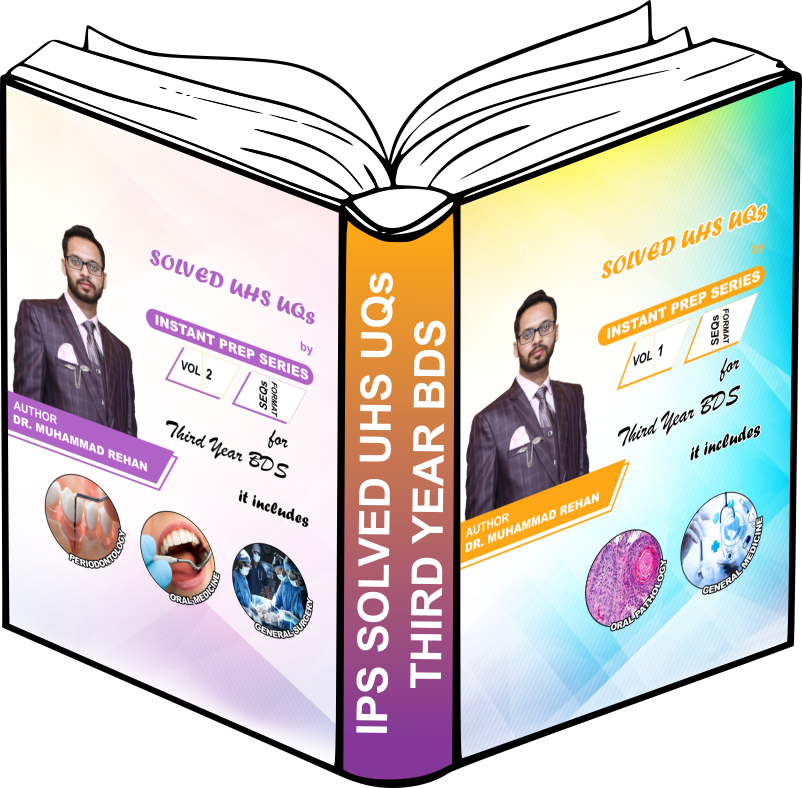 SOLVED UHS UQs
by
INSTANT PREP SERIES
VOL 2
SEQs FORMAT
for
Third Year BDS
it includes
AUTHOR
DR. MUHAMMAD REHAN
PERIODONTOLOGY
ORAL MEDICINE
GENERAL SURGERY
IPS SOLVED UHS UQs
THIRD YEAR BDS
SOLVED UHS UQs
by
INSTANT PREP SERIES
VOL 1
SEQs FORMAT
for
Third Year BDS
it includes
AUTHOR
DR. MUHAMMAD REHAN
ORAL PATHOLOGY
GENERAL MEDICINE